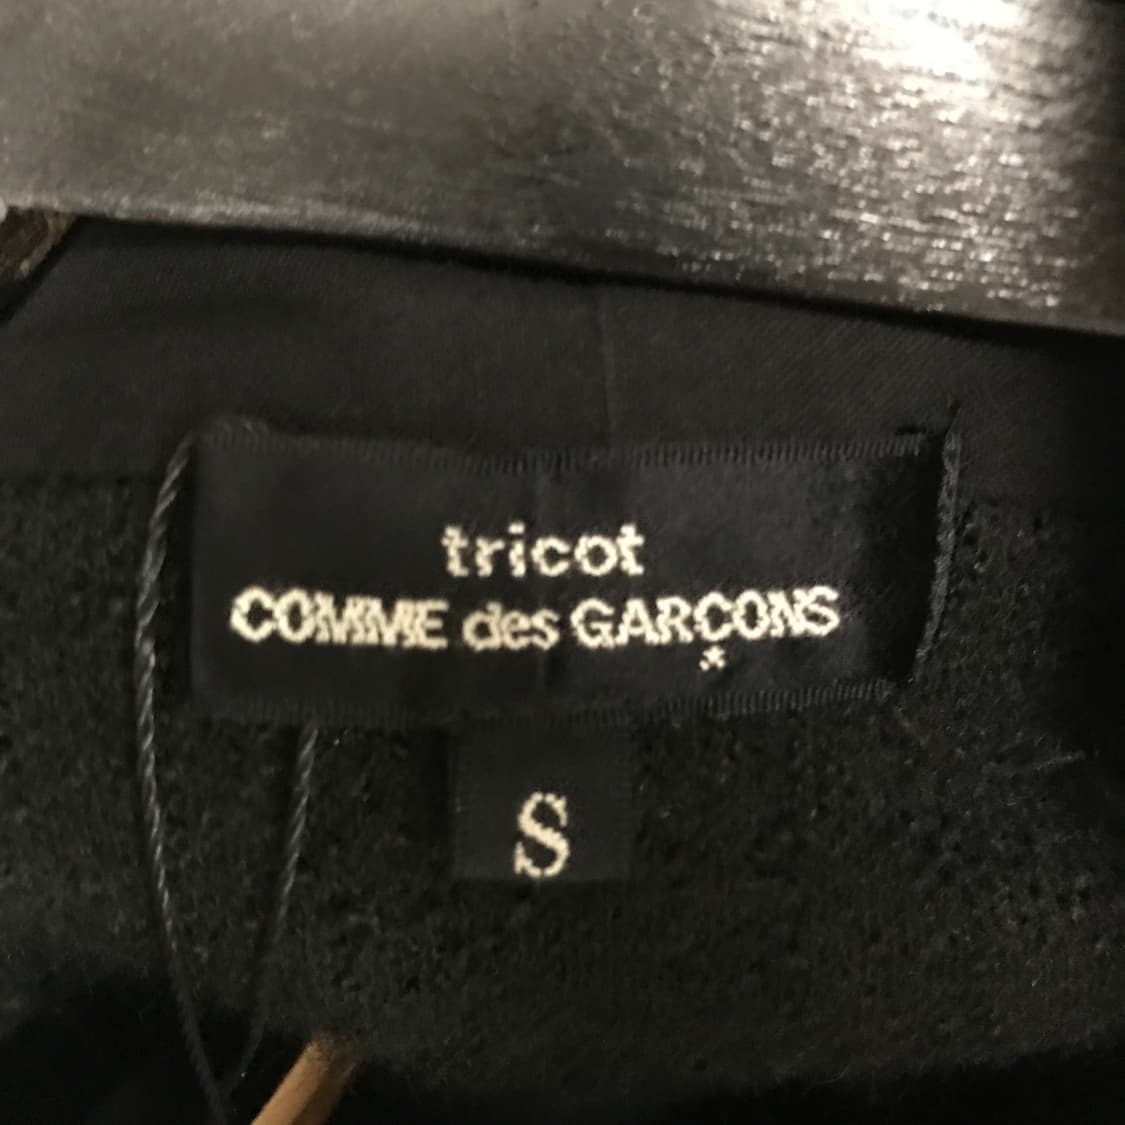 tricot
COMME des GARÇONS
*
S